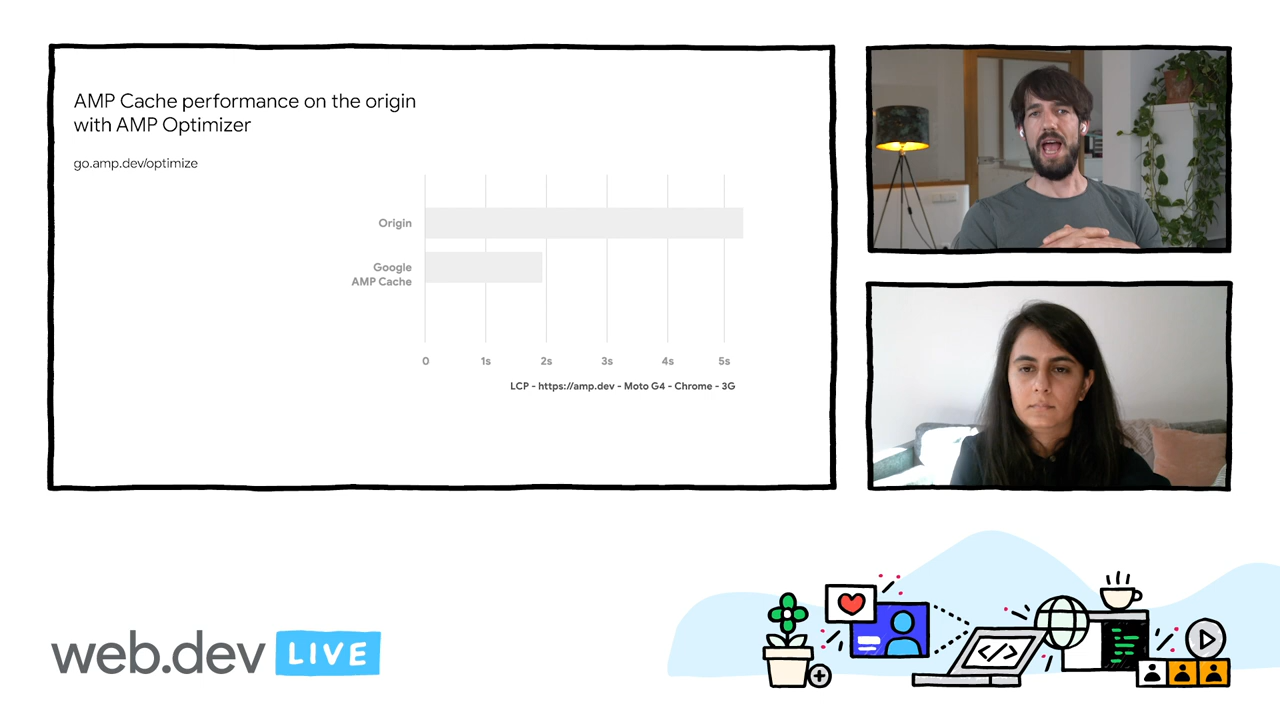 AMP Cache performance on the origin
with AMP Optimizer
go.amp.dev/optimize
Origin
Google
AMP Cache
0 1s 2s 3s 4s 5s
LCP - https://amp.dev - Moto G4 - Chrome - 3G
web.dev LIVE
</>